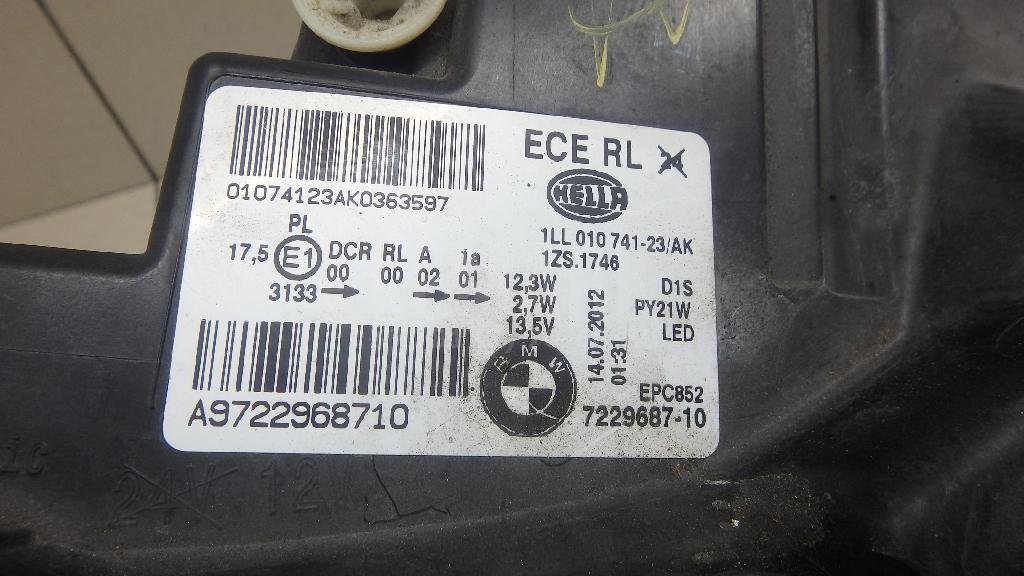 ECE RL 24
01074123AK0363597
HELLA
PL
1LL 010 741-23/AK
17,5 E1 DCR RL A 1a
1ZS.1746
00 00 02 01
3133
12,3W
2,7W
13,5V
14.07.2012
01:31
D1S
PY21W
LED
BMW
EPC852
A9722968710
7229687-10
24V 12